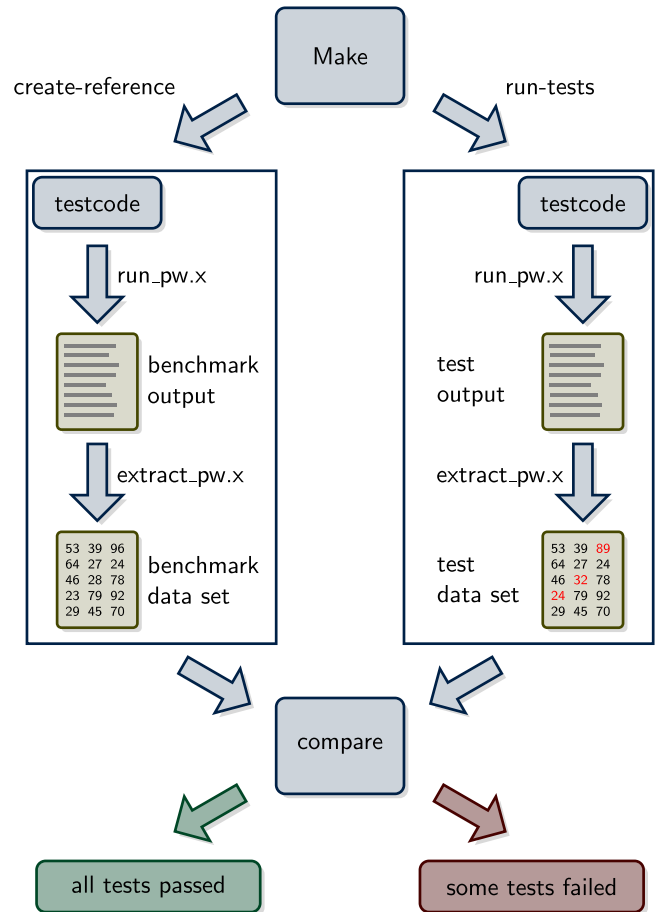 Make
create-reference
run-tests
testcode
run_pw.x
benchmark
output
extract_pw.x
53 39 96
64 27 24
46 28 78
23 79 92
29 45 70
benchmark
data set
testcode
run_pw.x
test
output
extract_pw.x
test
data set
53 39 89
64 27 24
46 32 78
24 79 92
29 45 70
compare
all tests passed
some tests failed